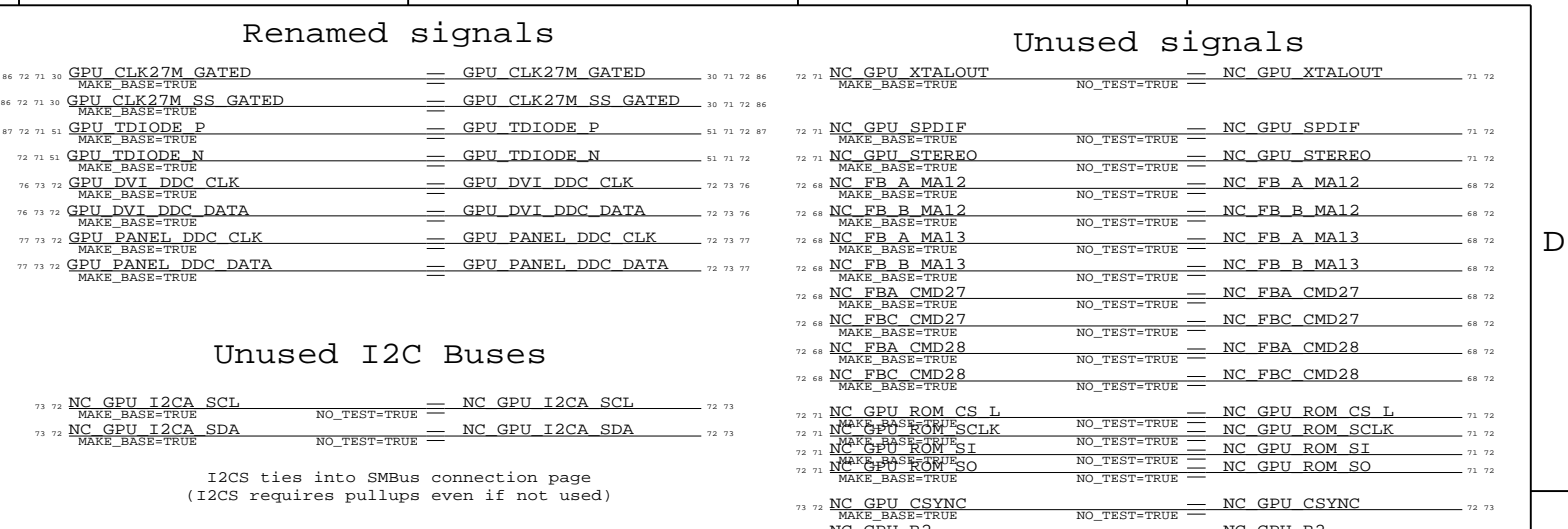 Renamed signals
86 72 71 30 GPU_CLK27M_GATED GPU_CLK27M_GATED 30 71 72 86
MAKE_BASE=TRUE
86 72 71 30 GPU_CLK27M_SS_GATED GPU_CLK27M_SS_GATED 30 71 72 86
MAKE_BASE=TRUE
87 72 71 51 GPU_TDIODE_P GPU_TDIODE_P 51 71 72 87
MAKE_BASE=TRUE
72 71 51 GPU_TDIODE_N GPU_TDIODE_N 51 71 72
MAKE_BASE=TRUE
76 73 72 GPU_DVI_DDC_CLK GPU_DVI_DDC_CLK 72 73 76
MAKE_BASE=TRUE
76 73 72 GPU_DVI_DDC_DATA GPU_DVI_DDC_DATA 72 73 76
MAKE_BASE=TRUE
77 73 72 GPU_PANEL_DDC_CLK GPU_PANEL_DDC_CLK 72 73 77
MAKE_BASE=TRUE
77 73 72 GPU_PANEL_DDC_DATA GPU_PANEL_DDC_DATA 72 73 77
MAKE_BASE=TRUE
Unused I2C Buses
73 72 NC_GPU_I2CA_SCL NC_GPU_I2CA_SCL 72 73
MAKE_BASE=TRUE NO_TEST=TRUE
73 72 NC_GPU_I2CA_SDA NC_GPU_I2CA_SDA 72 73
MAKE_BASE=TRUE NO_TEST=TRUE
I2CS ties into SMBus connection page
(I2CS requires pullups even if not used)
Unused signals
72 71 NC_GPU_XTALOUT NC_GPU_XTALOUT 71 72
MAKE_BASE=TRUE NO_TEST=TRUE
72 71 NC_GPU_SPDIF NC_GPU_SPDIF 71 72
MAKE_BASE=TRUE NO_TEST=TRUE
72 71 NC_GPU_STEREO NC_GPU_STEREO 71 72
MAKE_BASE=TRUE NO_TEST=TRUE
72 68 NC_FB_A_MA12 NC_FB_A_MA12 68 72
MAKE_BASE=TRUE NO_TEST=TRUE
72 68 NC_FB_B_MA12 NC_FB_B_MA12 68 72
MAKE_BASE=TRUE NO_TEST=TRUE
72 68 NC_FB_A_MA13 NC_FB_A_MA13 68 72
MAKE_BASE=TRUE NO_TEST=TRUE
72 68 NC_FB_B_MA13 NC_FB_B_MA13 68 72
MAKE_BASE=TRUE NO_TEST=TRUE
72 68 NC_FBA_CMD27 NC_FBA_CMD27 68 72
MAKE_BASE=TRUE NO_TEST=TRUE
72 68 NC_FBC_CMD27 NC_FBC_CMD27 68 72
MAKE_BASE=TRUE NO_TEST=TRUE
72 68 NC_FBA_CMD28 NC_FBA_CMD28 68 72
MAKE_BASE=TRUE NO_TEST=TRUE
72 68 NC_FBC_CMD28 NC_FBC_CMD28 68 72
MAKE_BASE=TRUE NO_TEST=TRUE
72 71 NC_GPU_ROM_CS_L NC_GPU_ROM_CS_L 71 72
MAKE_BASE=TRUE NO_TEST=TRUE
72 71 NC_GPU_ROM_SCLK NC_GPU_ROM_SCLK 71 72
MAKE_BASE=TRUE NO_TEST=TRUE
72 71 NC_GPU_ROM_SI NC_GPU_ROM_SI 71 72
MAKE_BASE=TRUE NO_TEST=TRUE
72 71 NC_GPU_ROM_SO NC_GPU_ROM_SO 71 72
MAKE_BASE=TRUE NO_TEST=TRUE
73 72 NC_GPU_CSYNC NC_GPU_CSYNC 72 73
MAKE_BASE=TRUE NO_TEST=TRUE
D